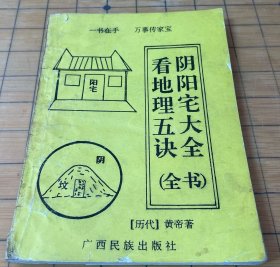 一书在手 万事传家宝
阴阳宅大全
看地理五诀
(全书)
阳宅
阴
坟
[历代]黄帝著
广西民族出版社